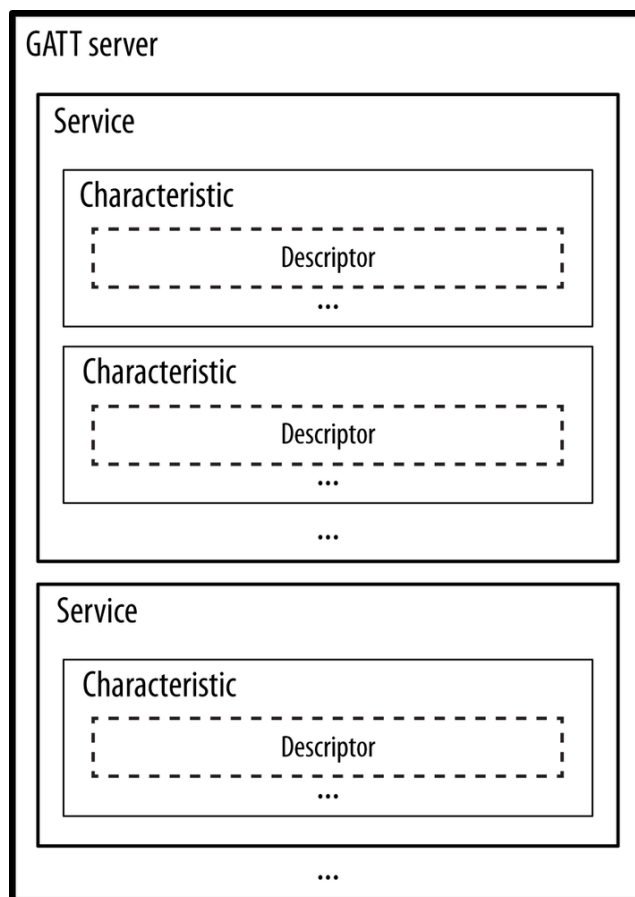 GATT server
Service
Characteristic
Descriptor
...
Characteristic
Descriptor
...
...
Service
Characteristic
Descriptor
...
...